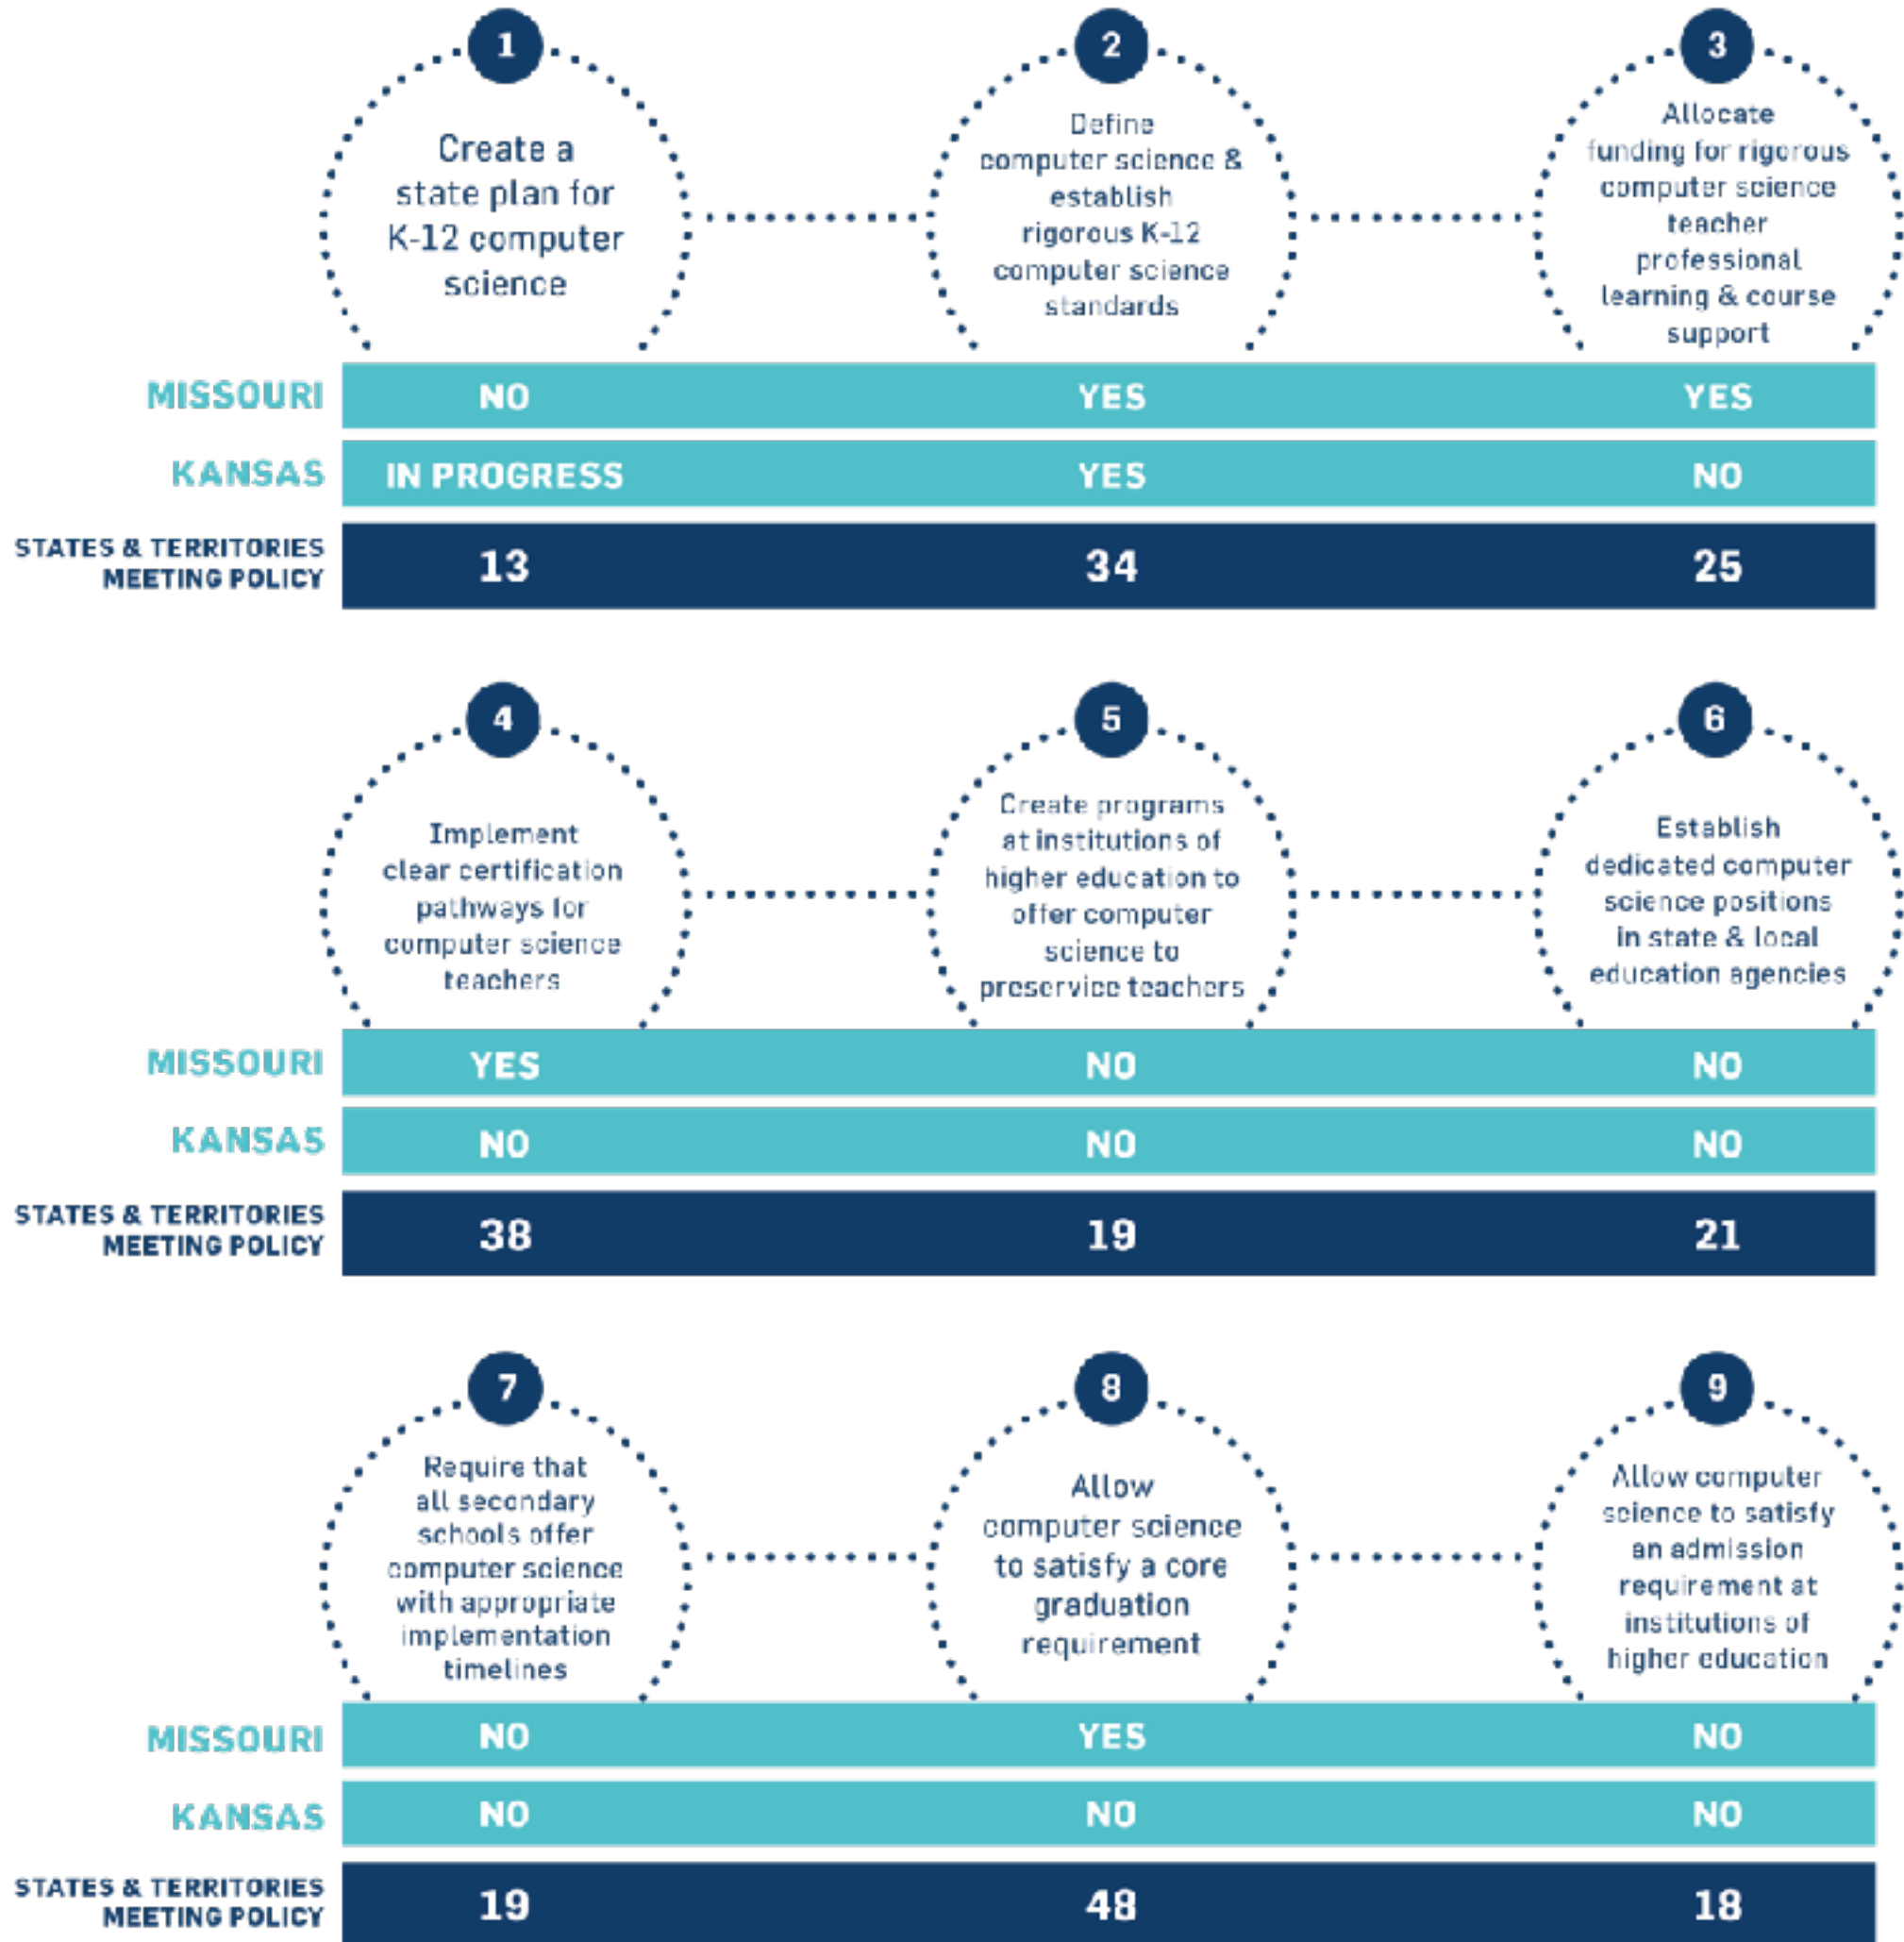 1
Create a
state plan for
K-12 computer
science
2
Define
computer science &
establish
rigorous K-12
computer science
standards
3
Allocate
funding for rigorous
computer science
teacher
professional
learning & course
support
MISSOURI NO YES YES
KANSAS IN PROGRESS YES NO
STATES & TERRITORIES
MEETING POLICY 13 34 25
4
Implement
clear certification
pathways for
computer science
teachers
5
Create programs
at institutions of
higher education to
offer computer
science to
preservice teachers
6
Establish
dedicated computer
science positions
in state & local
education agencies
MISSOURI YES NO NO
KANSAS NO NO NO
STATES & TERRITORIES
MEETING POLICY 38 19 21
7
Require that
all secondary
schools offer
computer science
with appropriate
implementation
timelines
8
Allow
computer science
to satisfy a core
graduation
requirement
9
Allow computer
science to satisfy
an admission
requirement at
institutions of
higher education
MISSOURI NO YES NO
KANSAS NO NO NO
STATES & TERRITORIES
MEETING POLICY 19 48 18